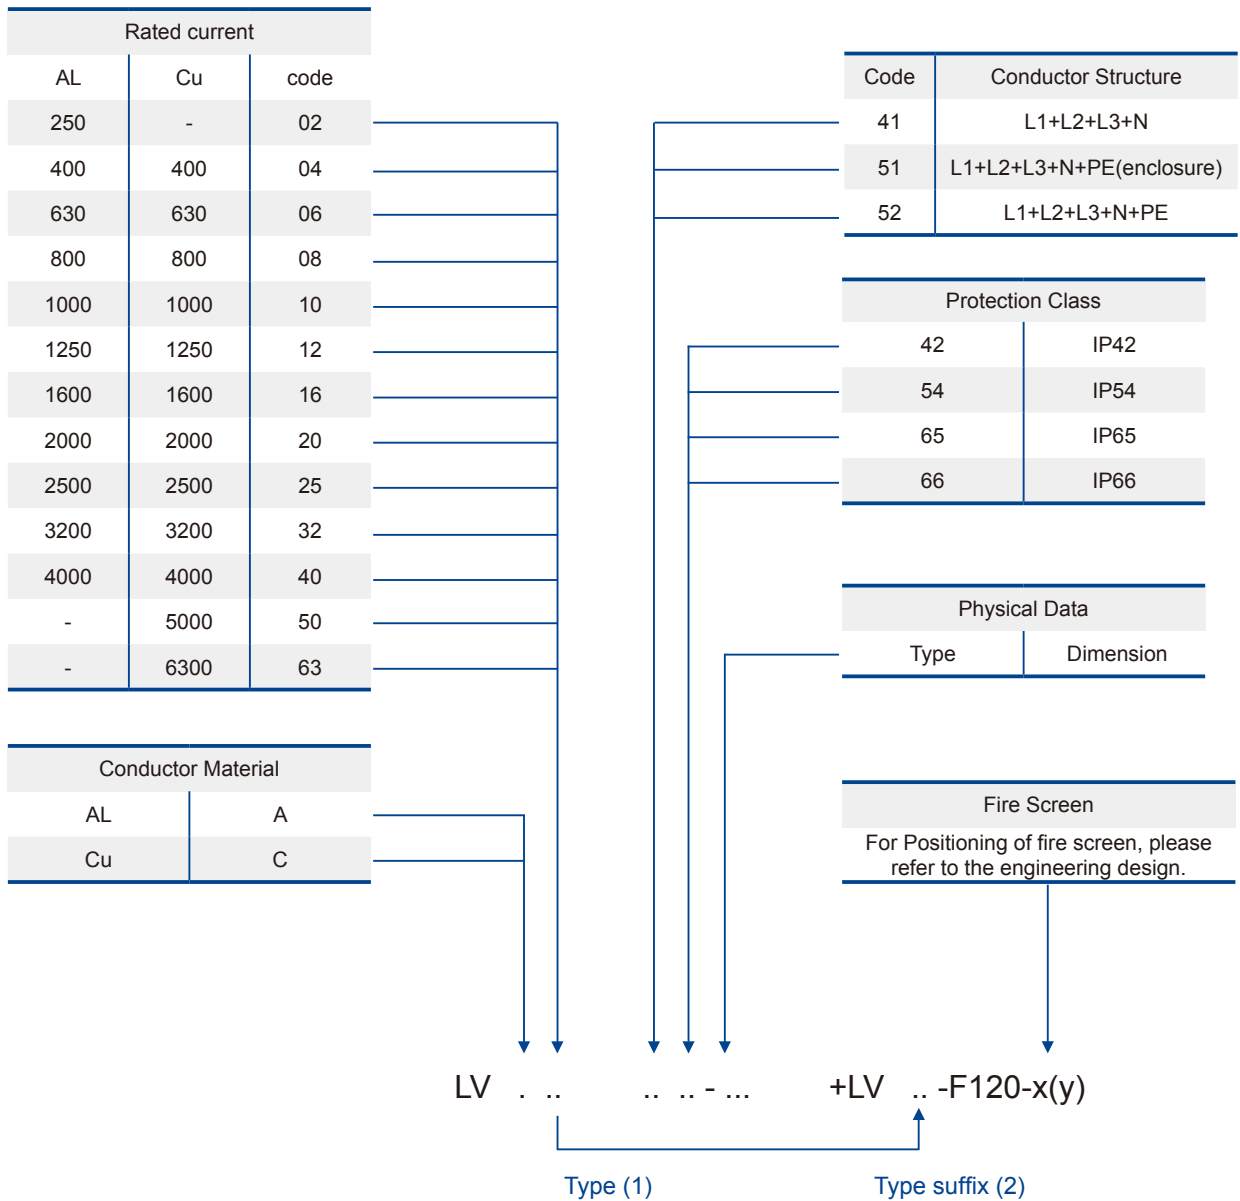 Rated current
AL Cu code
250 - 02
400 400 04
630 630 06
800 800 08
1000 1000 10
1250 1250 12
1600 1600 16
2000 2000 20
2500 2500 25
3200 3200 32
4000 4000 40
- 5000 50
- 6300 63
Conductor Material
AL A
Cu C
Code Conductor Structure
41 L1+L2+L3+N
51 L1+L2+L3+N+PE(enclosure)
52 L1+L2+L3+N+PE
Protection Class
42 IP42
54 IP54
65 IP65
66 IP66
Physical Data
Type Dimension
Fire Screen
For Positioning of fire screen, please
refer to the engineering design.
LV . .. .. .. - ... +LV .. -F120-x(y)
Type (1) Type suffix (2)